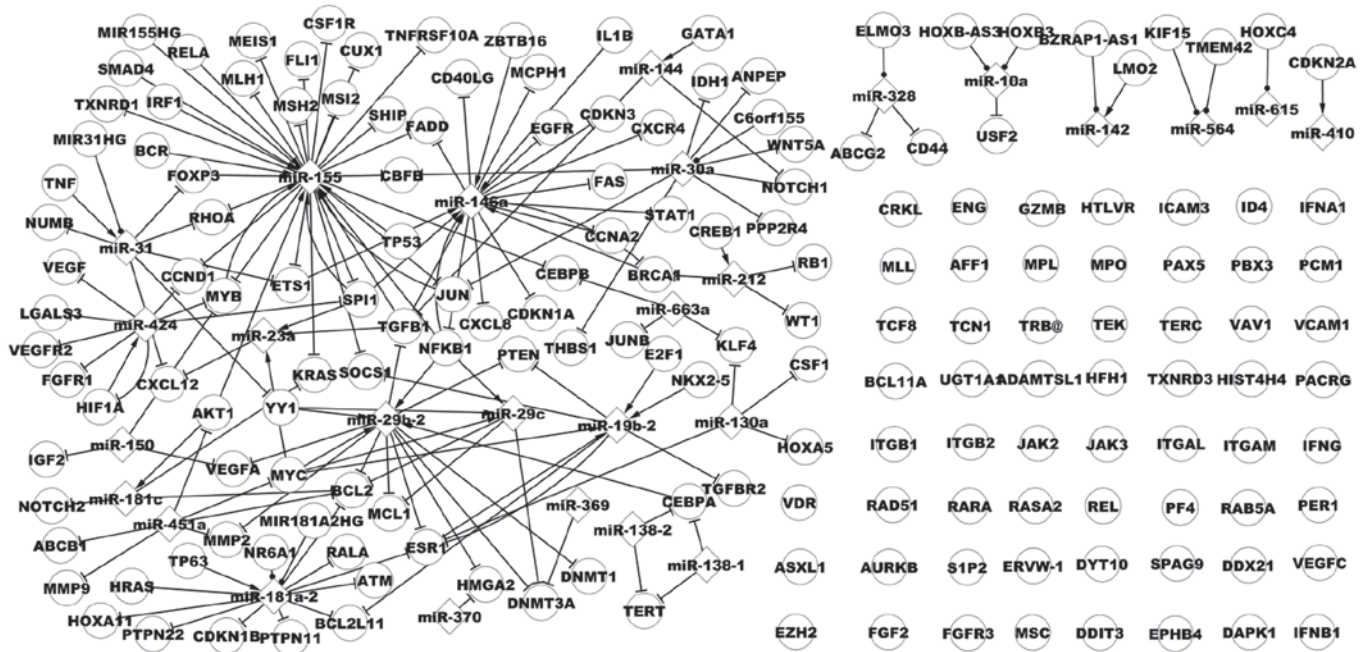 CSF1R
MIR155HG
MEIS1
TNFRSF10A
ZBTB16
IL1B
GATA1
ELMO3
HOXB-AS3
HOXB3
KIF15
HOXC4
RELA
CUX1
BZRAP1-AS1
TMEM42
FLI1
CD40LG
MCPH1
miR-144
IDH1
ANPEP
LMO2
CDKN2A
SMAD4
MLH1
miR-10a
miR-328
TXNRD1
IRF1
MSH2
MSI2
SHIP
CDKN3
C6orf155
miR-615
MIR31HG
FADD
EGFR
CXCR4
USF2
miR-142
miR-564
miR-410
BCR
WNT5A
ABCG2
CD44
FOXP3
miR-155
CBFB
miR-30a
TNF
FAS
NOTCH1
RHOA
miR-146a
STAT1
PPP2R4
CRKL
ENG
GZMB
HTLVR
ICAM3
ID4
IFNA1
NUMB
miR-31
TP53
CCNA2
CREB1
VEGF
CCND1
ETS1
CEBPB
BRCA1
miR-212
RB1
MLL
AFF1
MPL
MPO
PAX5
PBX3
PCM1
MYB
SPI1
JUN
LGALS3
miR-424
miR-23a
TGFB1
CXCL8
CDKN1A
miR-663a
WT1
TCF8
TCN1
TRB@
TEK
TERC
VAV1
VCAM1
VEGFR2
NFKB1
THBS1
JUNB
KLF4
FGFR1
CXCL12
KRAS
SOCS1
PTEN
E2F1
CSF1
HIF1A
NKX2-5
BCL11A
UGT1A1
ADAMTSL1
HFH1
TXNRD3
HIST4H4
PACRG
AKT1
YY1
miR-29b-2
miR-29c
miR-19b-2
miR-130a
miR-150
HOXA5
ITGB1
ITGB2
JAK2
JAK3
ITGAL
ITGAM
IFNG
IGF2
VEGFA
MYC
TGFBR2
NOTCH2
miR-181c
BCL2
MCL1
CEBPA
VDR
RAD51
RARA
RASA2
REL
PF4
RAB5A
PER1
miR-451a
MIR181A2HG
miR-369
miR-138-2
ABCB1
MMP2
NR6A1
RALA
ESR1
miR-138-1
ASXL1
AURKB
S1P2
ERVW-1
DYT10
SPAG9
DDX21
VEGFC
MMP9
TP63
ATM
HMGA2
DNMT1
HRAS
miR-181a-2
DNMT3A
TERT
HOXA11
PTPN22
CDKN1B
PTPN11
BCL2L11
miR-370
EZH2
FGF2
FGFR3
MSC
DDIT3
EPHB4
DAPK1
IFNB1